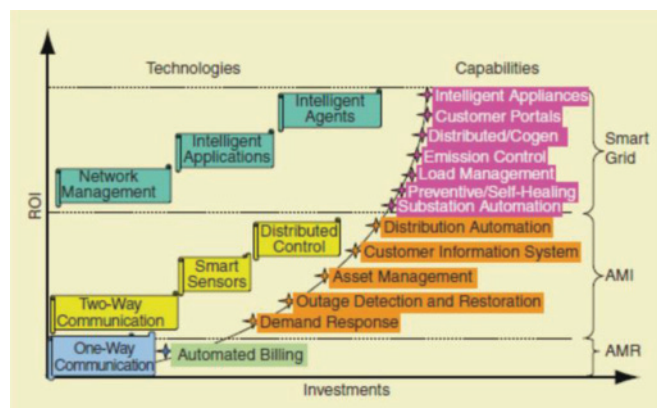 Technologies
Capabilities
Intelligent
Agents
Intelligent
Applications
Network
Management
Intelligent Appliances
Customer Portals
Distributed/Cogen
Emission Control
Load Management
Preventive/Self-Healing
Substation Automation
Smart
Grid
Distributed
Control
Smart
Sensors
Two-Way
Communication
Distribution Automation
Customer Information System
Asset Management
Outage Detection and Restoration
Demand Response
AMI
One-Way
Communication
Automated Billing
AMR
ROI
Investments